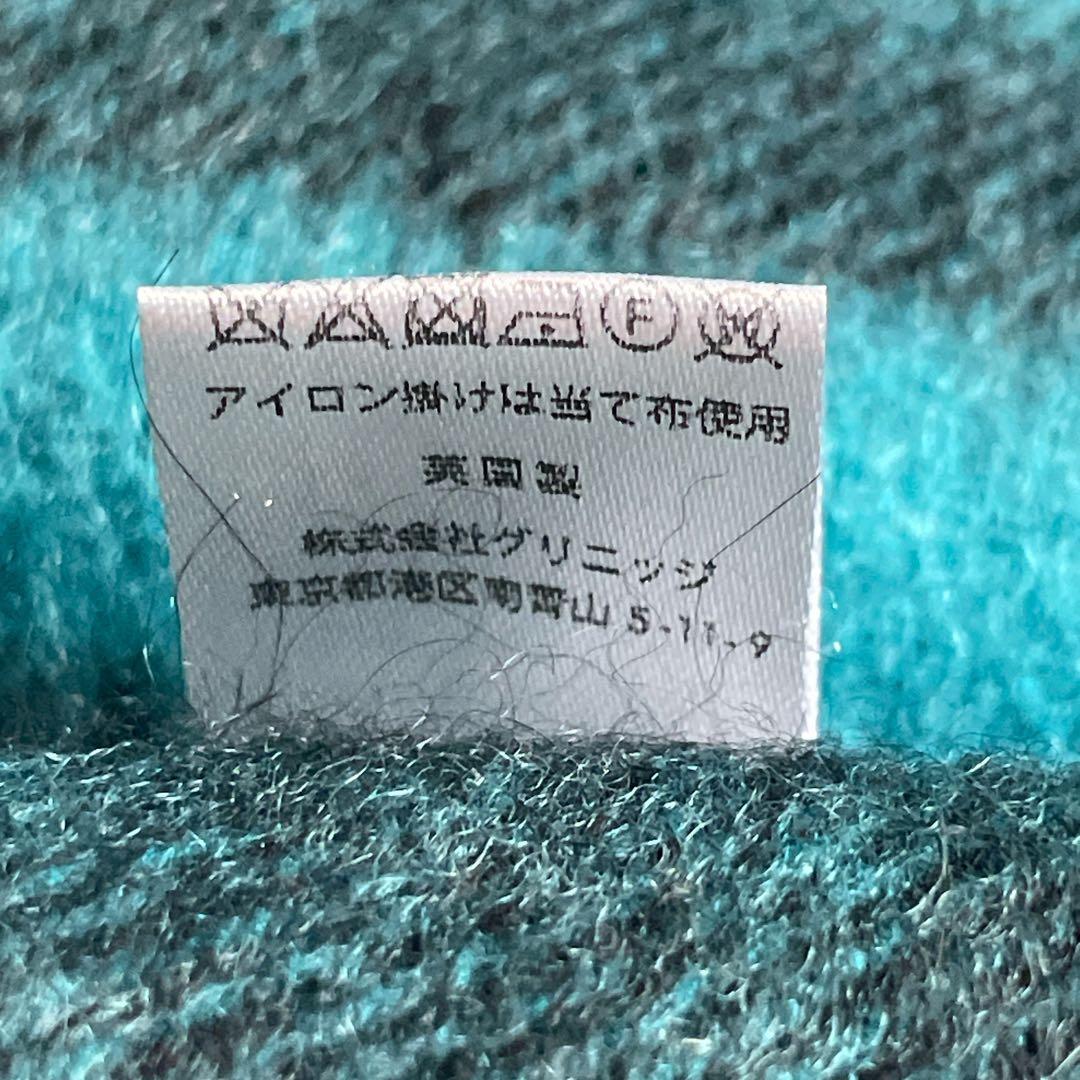 F W
アイロン掛けは当て布使用
英国製
株式会社グリニッジ
東京都港区南青山 5-11-9